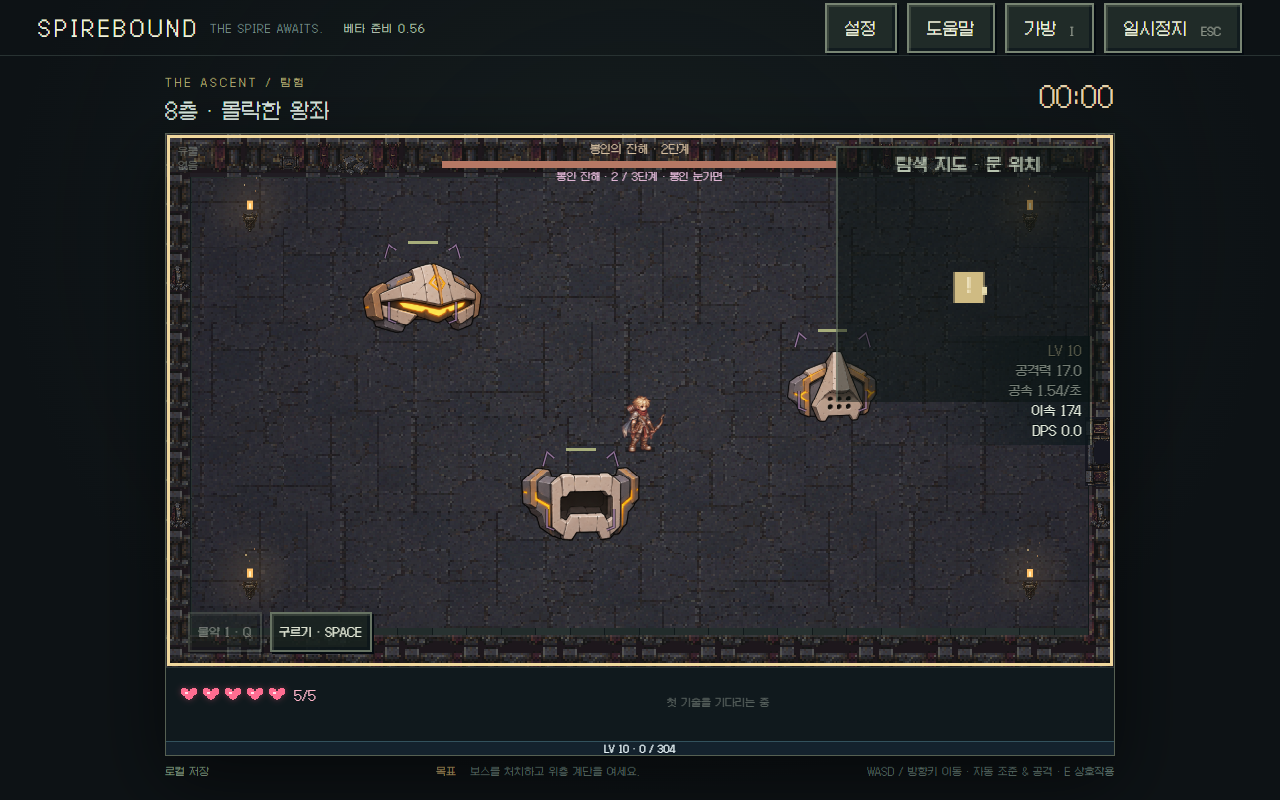 SPIREBOUND THE SPIRE AWAITS. 베타 준비 0.56
설정 도움말 가방 I 일시정지 ESC
THE ASCENT / 탐험
8층 · 몰락한 왕좌
00:00
유물
없음
봉인의 잔해 · 2단계
봉인 잔해 · 2 / 3단계 · 봉인 눈가면
탐색 지도 · 문 위치
!
LV 10
공격력 17.0
공속 1.54/초
이속 174
DPS 0.0
물약 1 · Q
구르기 · SPACE
5/5
첫 기술을 기다리는 중
LV 10 · 0 / 304
로컬 저장
목표 보스를 처치하고 위층 계단을 여세요.
WASD / 방향키 이동 · 자동 조준 & 공격 · E 상호작용